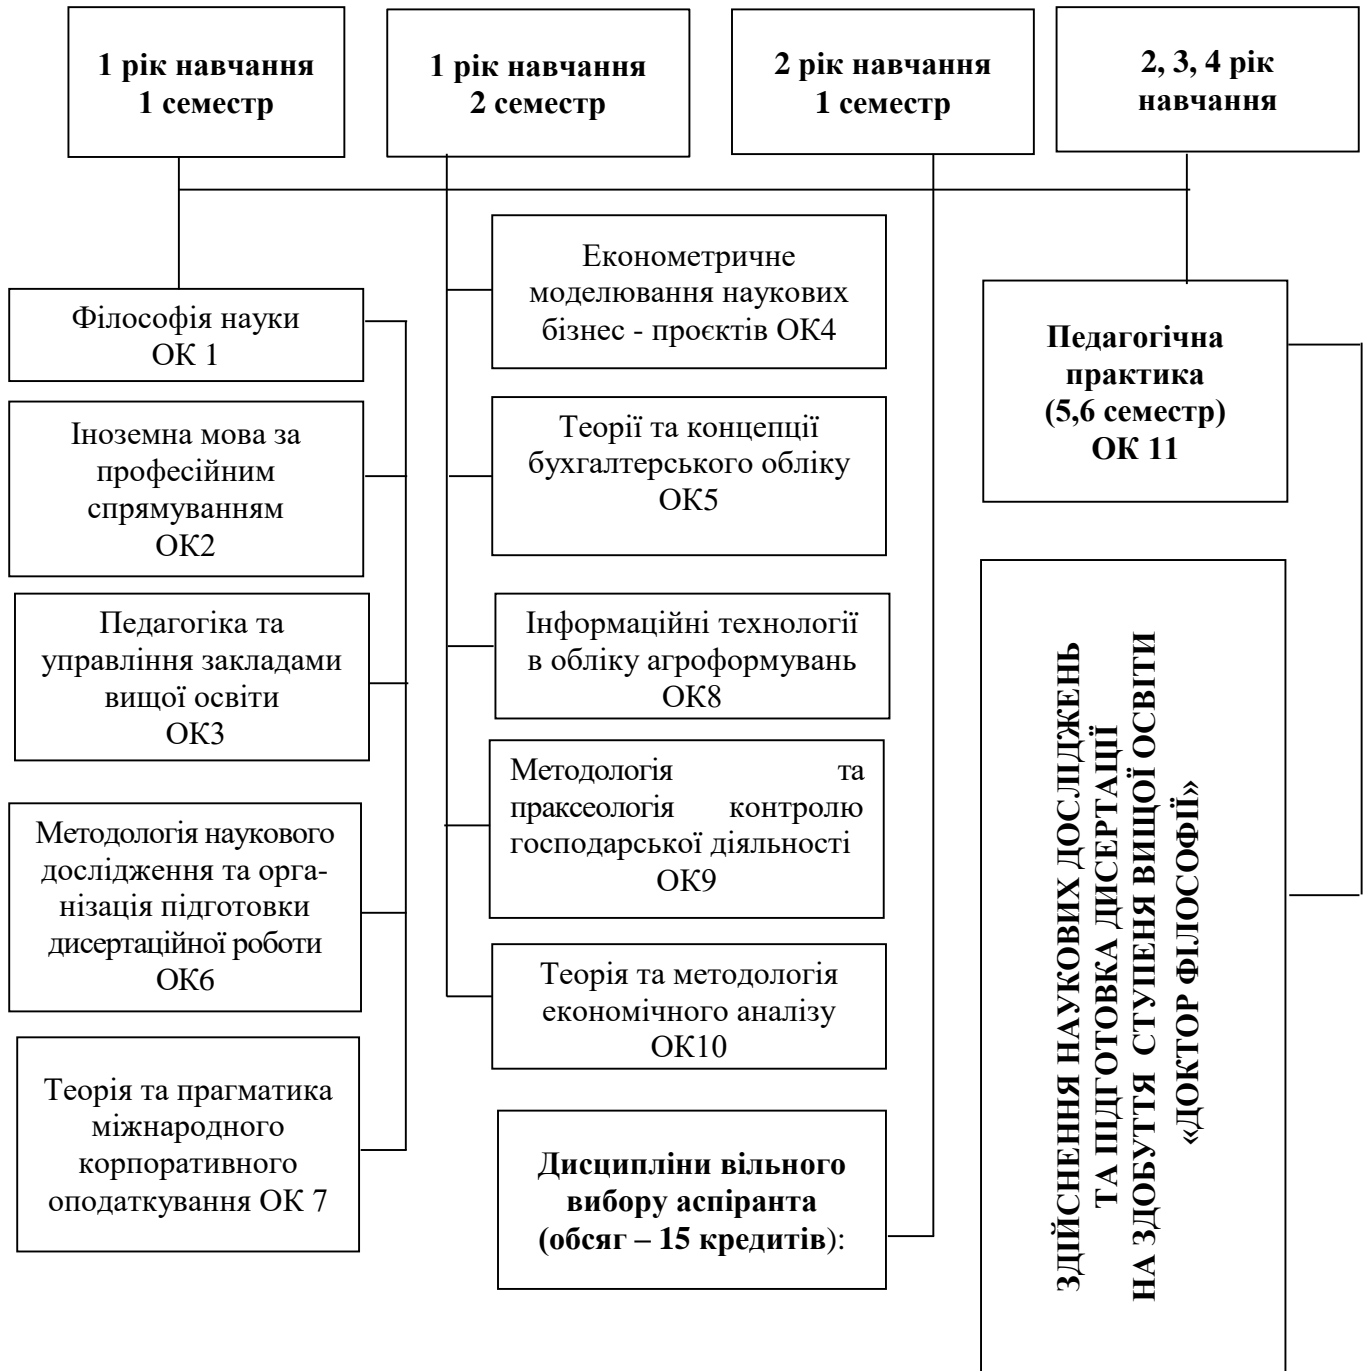 1 рік навчання
1 семестр
1 рік навчання
2 семестр
2 рік навчання
1 семестр
2, 3, 4 рік
навчання
Філософія науки
ОК 1
Іноземна мова за
професійним
спрямуванням
ОК2
Педагогіка та
управління закладами
вищої освіти
ОК3
Методологія наукового
дослідження та орга-
нізація підготовки
дисертаційної роботи
ОК6
Теорія та прагматика
міжнародного
корпоративного
оподаткування ОК 7
Економетричне
моделювання наукових
бізнес - проєктів ОК4
Теорії та концепції
бухгалтерського обліку
ОК5
Інформаційні технології
в обліку агроформувань
ОК8
Методологія та
праксеологія контролю
господарської діяльності
ОК9
Теорія та методологія
економічного аналізу
ОК10
Дисципліни вільного
вибору аспіранта
(обсяг – 15 кредитів):
Педагогічна
практика
(5,6 семестр)
ОК 11
ЗДІЙСНЕННЯ НАУКОВИХ ДОСЛІДЖЕНЬ
ТА ПІДГОТОВКА ДИСЕРТАЦІЇ
НА ЗДОБУТТЯ СТУПЕНЯ ВИЩОЇ ОСВІТИ
«ДОКТОР ФІЛОСОФІЇ»